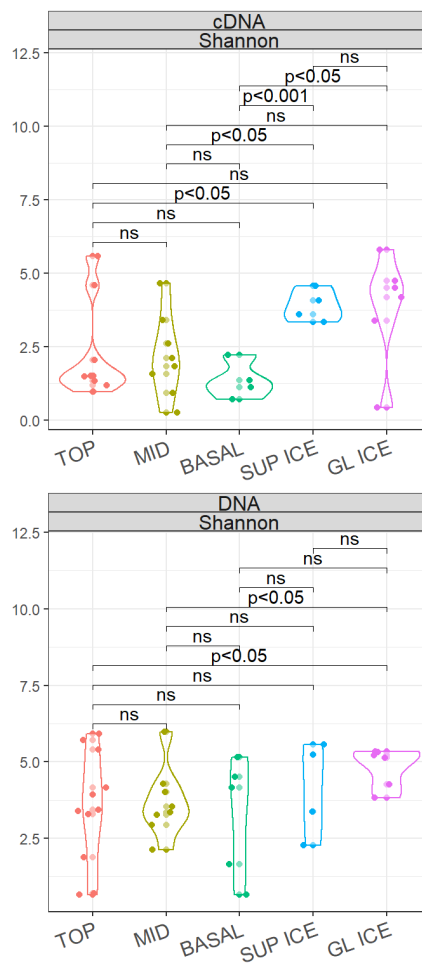 cDNA
Shannon
12.5
ns
p<0.05
p<0.001
10.0
ns
p<0.05
ns
7.5
ns
p<0.05
ns
ns
5.0
2.5
0.0
TOP MID BASAL SUP ICE GL ICE
DNA
Shannon
12.5
ns
ns
ns
10.0
p<0.05
ns
ns
7.5
p<0.05
ns
ns
ns
5.0
2.5
TOP MID BASAL SUP ICE GL ICE